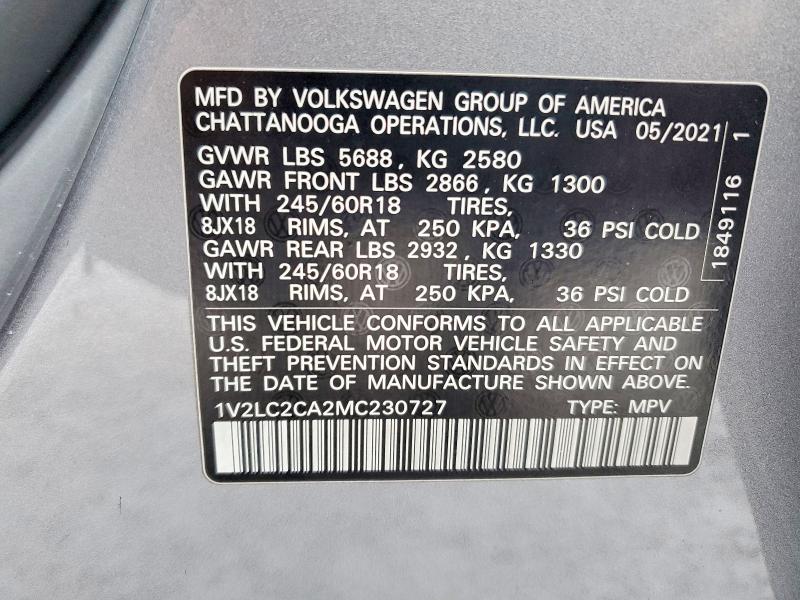 MFD BY VOLKSWAGEN GROUP OF AMERICA
CHATTANOOGA OPERATIONS, LLC. USA 05/2021
GVWR LBS 5688, KG 2580
GAWR FRONT LBS 2866, KG 1300
WITH 245/60R18 TIRES,
8JX18 RIMS, AT 250 KPA, 36 PSI COLD
GAWR REAR LBS 2932, KG 1330
WITH 245/60R18 TIRES,
8JX18 RIMS, AT 250 KPA, 36 PSI COLD
THIS VEHICLE CONFORMS TO ALL APPLICABLE
U.S. FEDERAL MOTOR VEHICLE SAFETY AND
THEFT PREVENTION STANDARDS IN EFFECT ON
THE DATE OF MANUFACTURE SHOWN ABOVE.
1V2LC2CA2MC230727 TYPE: MPV
1849116 1